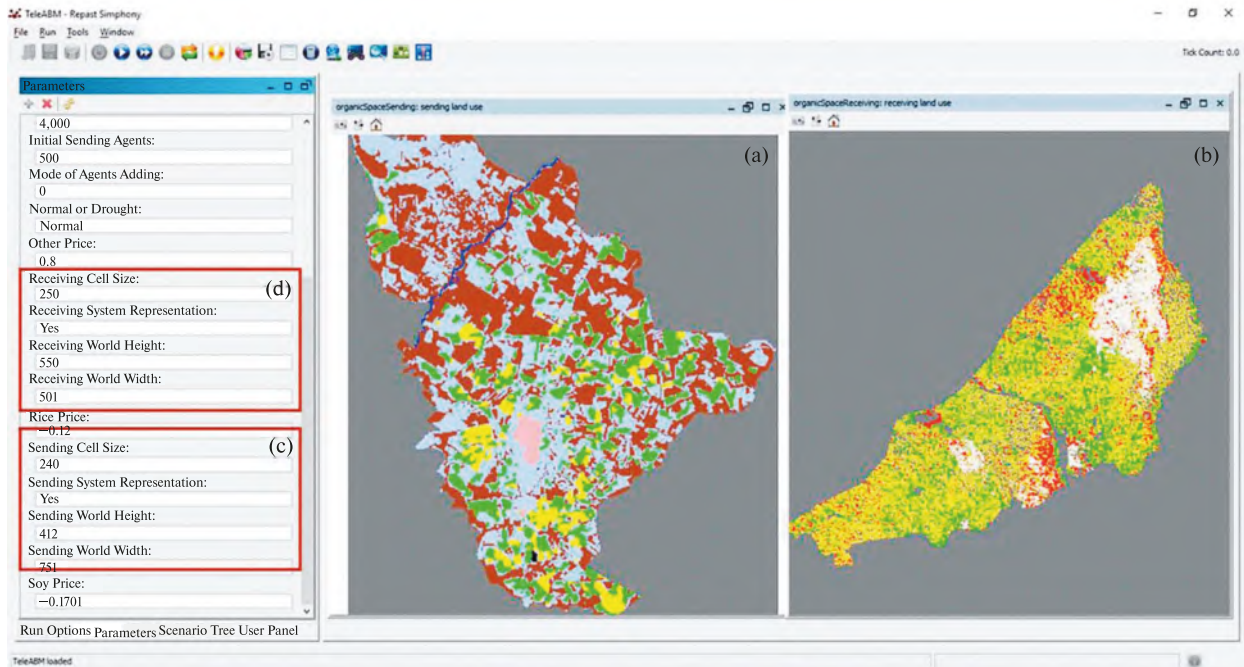 TeleABM - Repast Simphony
File Run Tools Window
Tick Count: 0.0
Parameters
4,000
Initial Sending Agents:
500
Mode of Agents Adding:
0
Normal or Drought:
Normal
Other Price:
0.8
Receiving Cell Size:
(d)
250
Receiving System Representation:
Yes
Receiving World Height:
550
Receiving World Width:
501
Rice Price:
−0.12
(c)
Sending Cell Size:
240
Sending System Representation:
Yes
Sending World Height:
412
Sending World Width:
751
Soy Price:
−0.1701
Run Options Parameters Scenario Tree User Panel
organicSpaceSending: sending land use
(a)
organicSpaceReceiving: receiving land use
(b)
TeleABM loaded